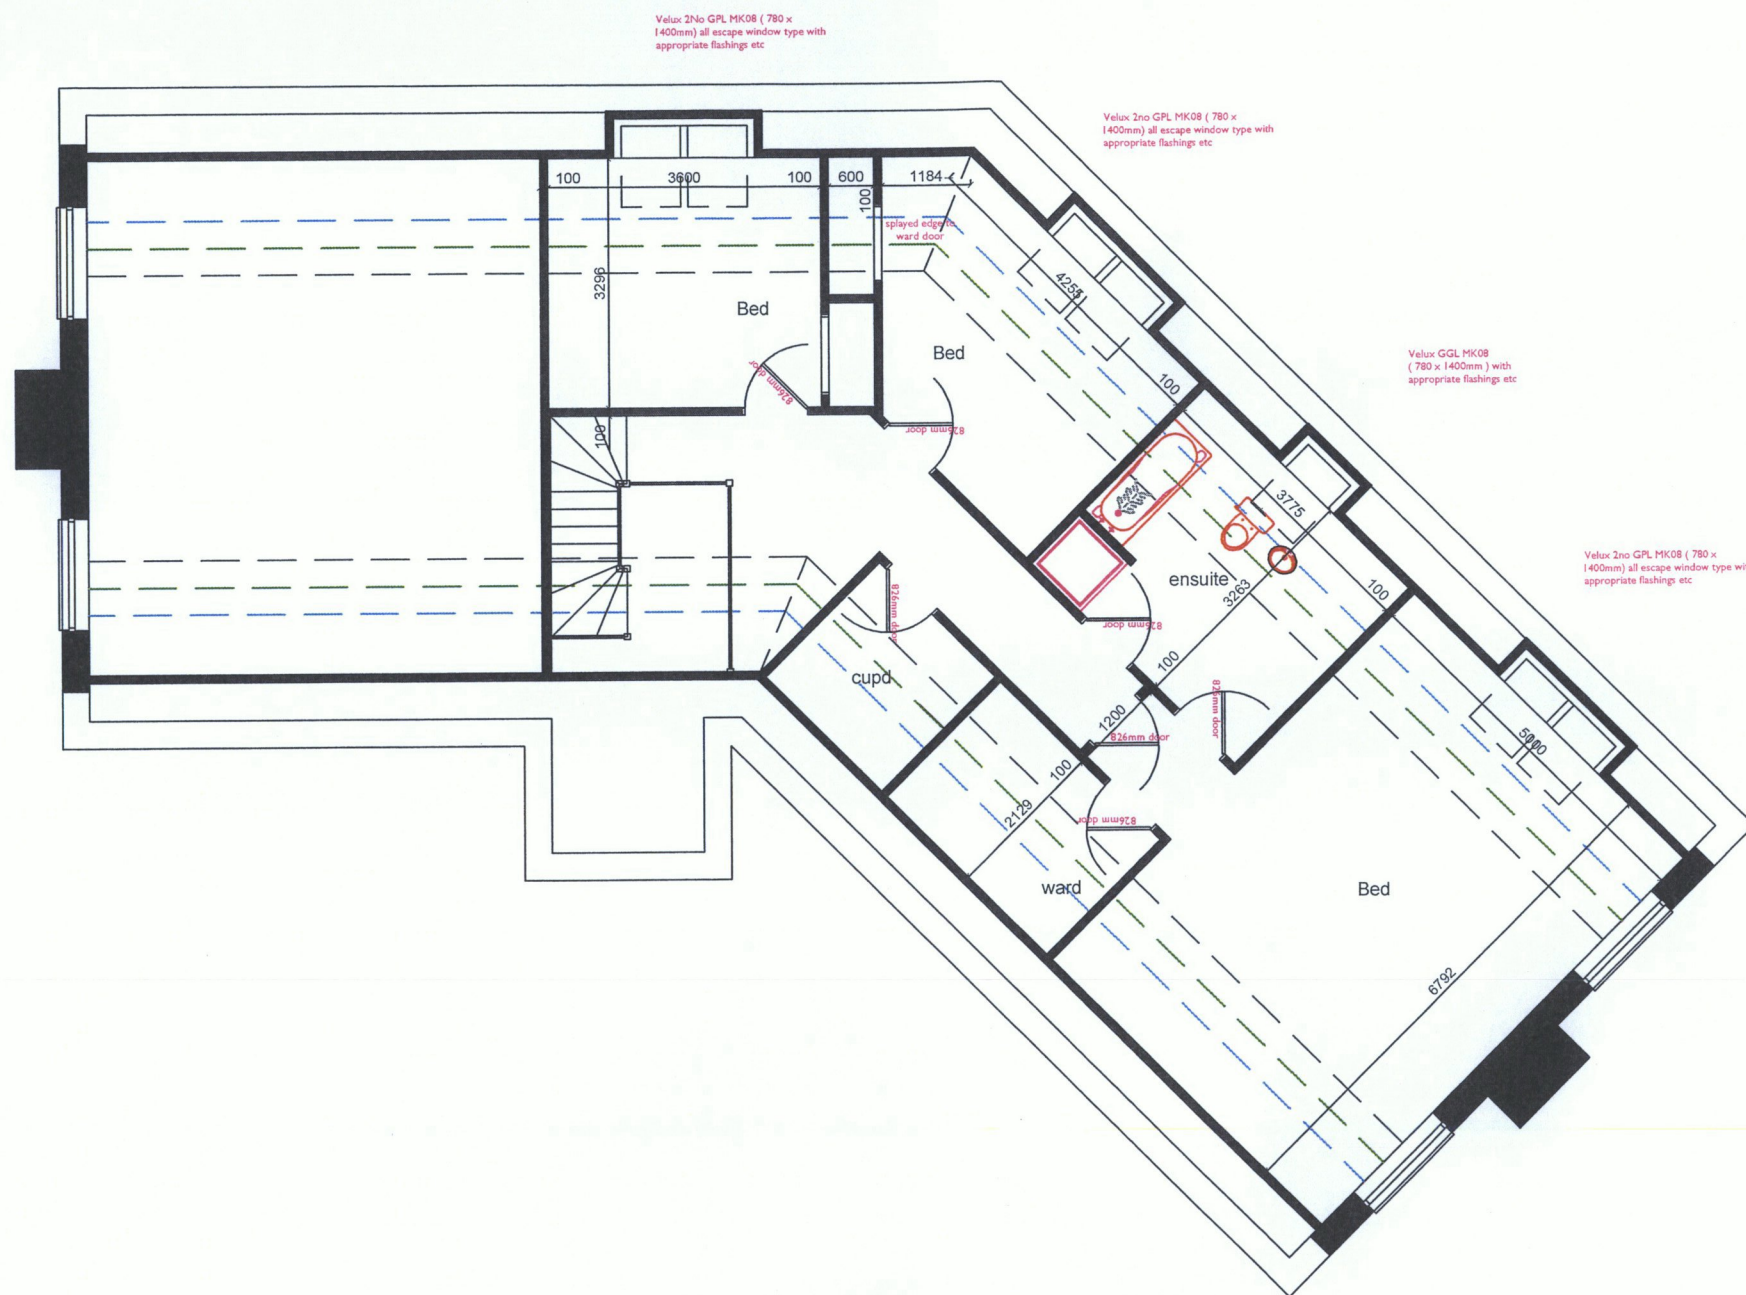 Velux 2No GPL MK08 ( 780 x
1400mm) all escape window type with
appropriate flashings etc
Velux 2no GPL MK08 ( 780 x
1400mm) all escape window type with
appropriate flashings etc
Velux GGL MK08
( 780 x 1400mm ) with
appropriate flashings etc
Velux 2no GPL MK08 ( 780 x
1400mm) all escape window type
appropriate flashings etc
100
3600
100
600
1184
100
splayed edge to
ward door
3296
Bed
826mm door
100
Bed
4255
100
826mm door
3775
ensuite
3263
100
826mm door
100
826mm door
cupd
826mm door
1200
826mm door
100
2129
826mm door
ward
5000
Bed
6792